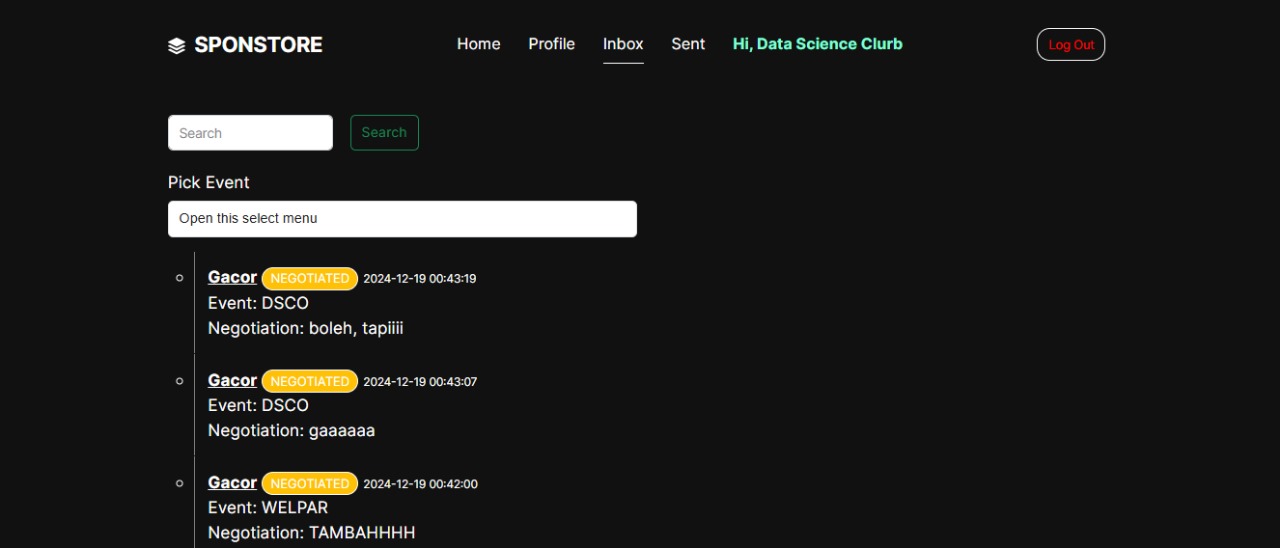 SPONSTORE Home Profile Inbox Sent Hi, Data Science Clurb Log Out
Search Search
Pick Event
Open this select menu
Gacor NEGOTIATED 2024-12-19 00:43:19
Event: DSCO
Negotiation: boleh, tapiiii
Gacor NEGOTIATED 2024-12-19 00:43:07
Event: DSCO
Negotiation: gaaaaaa
Gacor NEGOTIATED 2024-12-19 00:42:00
Event: WELPAR
Negotiation: TAMBAHHHH